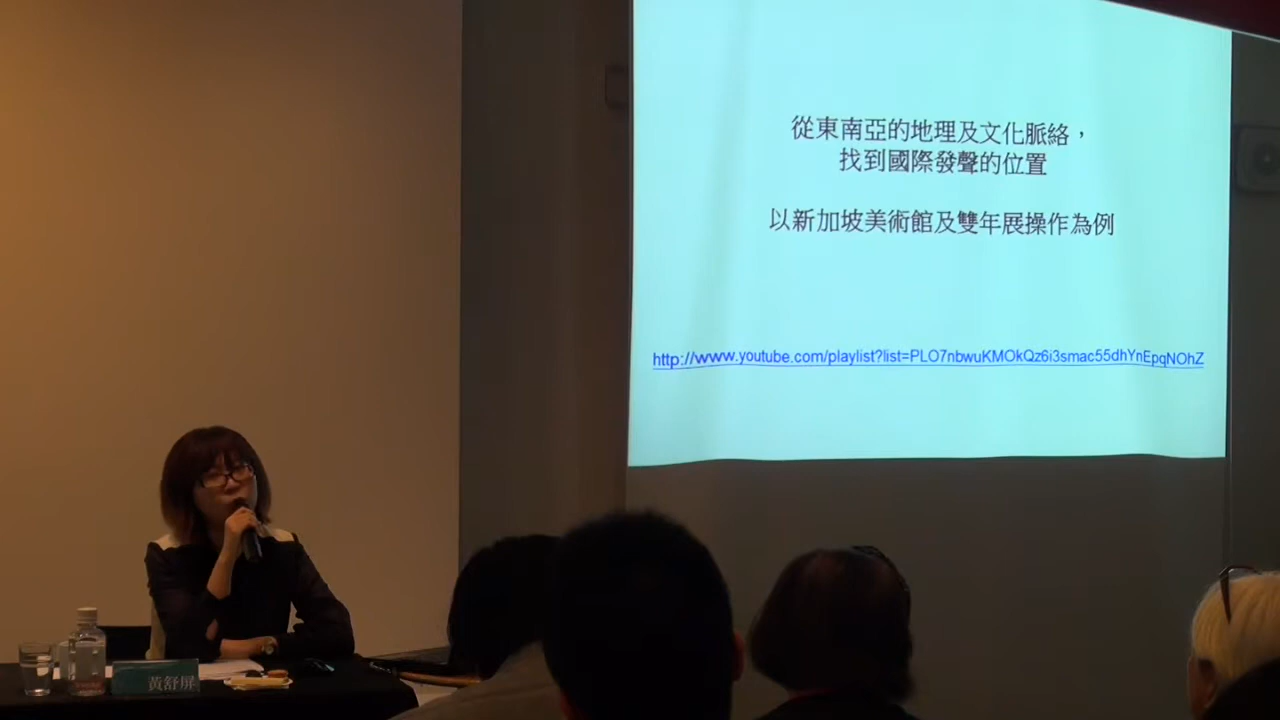 從東南亞的地理及文化脈絡，
找到國際發聲的位置
以新加坡美術館及雙年展操作為例
http://www.youtube.com/playlist?list=PLO7nbwuKMOkQz6i3smac55dhYnEpqNOhZ
黃舒屏